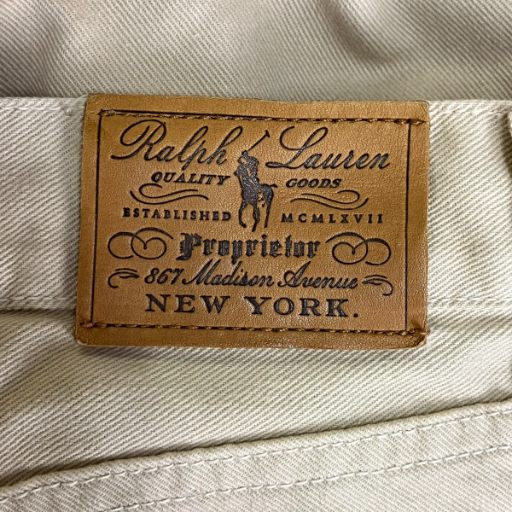 Ralph Lauren
QUALITY GOODS
ESTABLISHED MCMLXVII
Proprietor
867 Madison Avenue
NEW YORK.